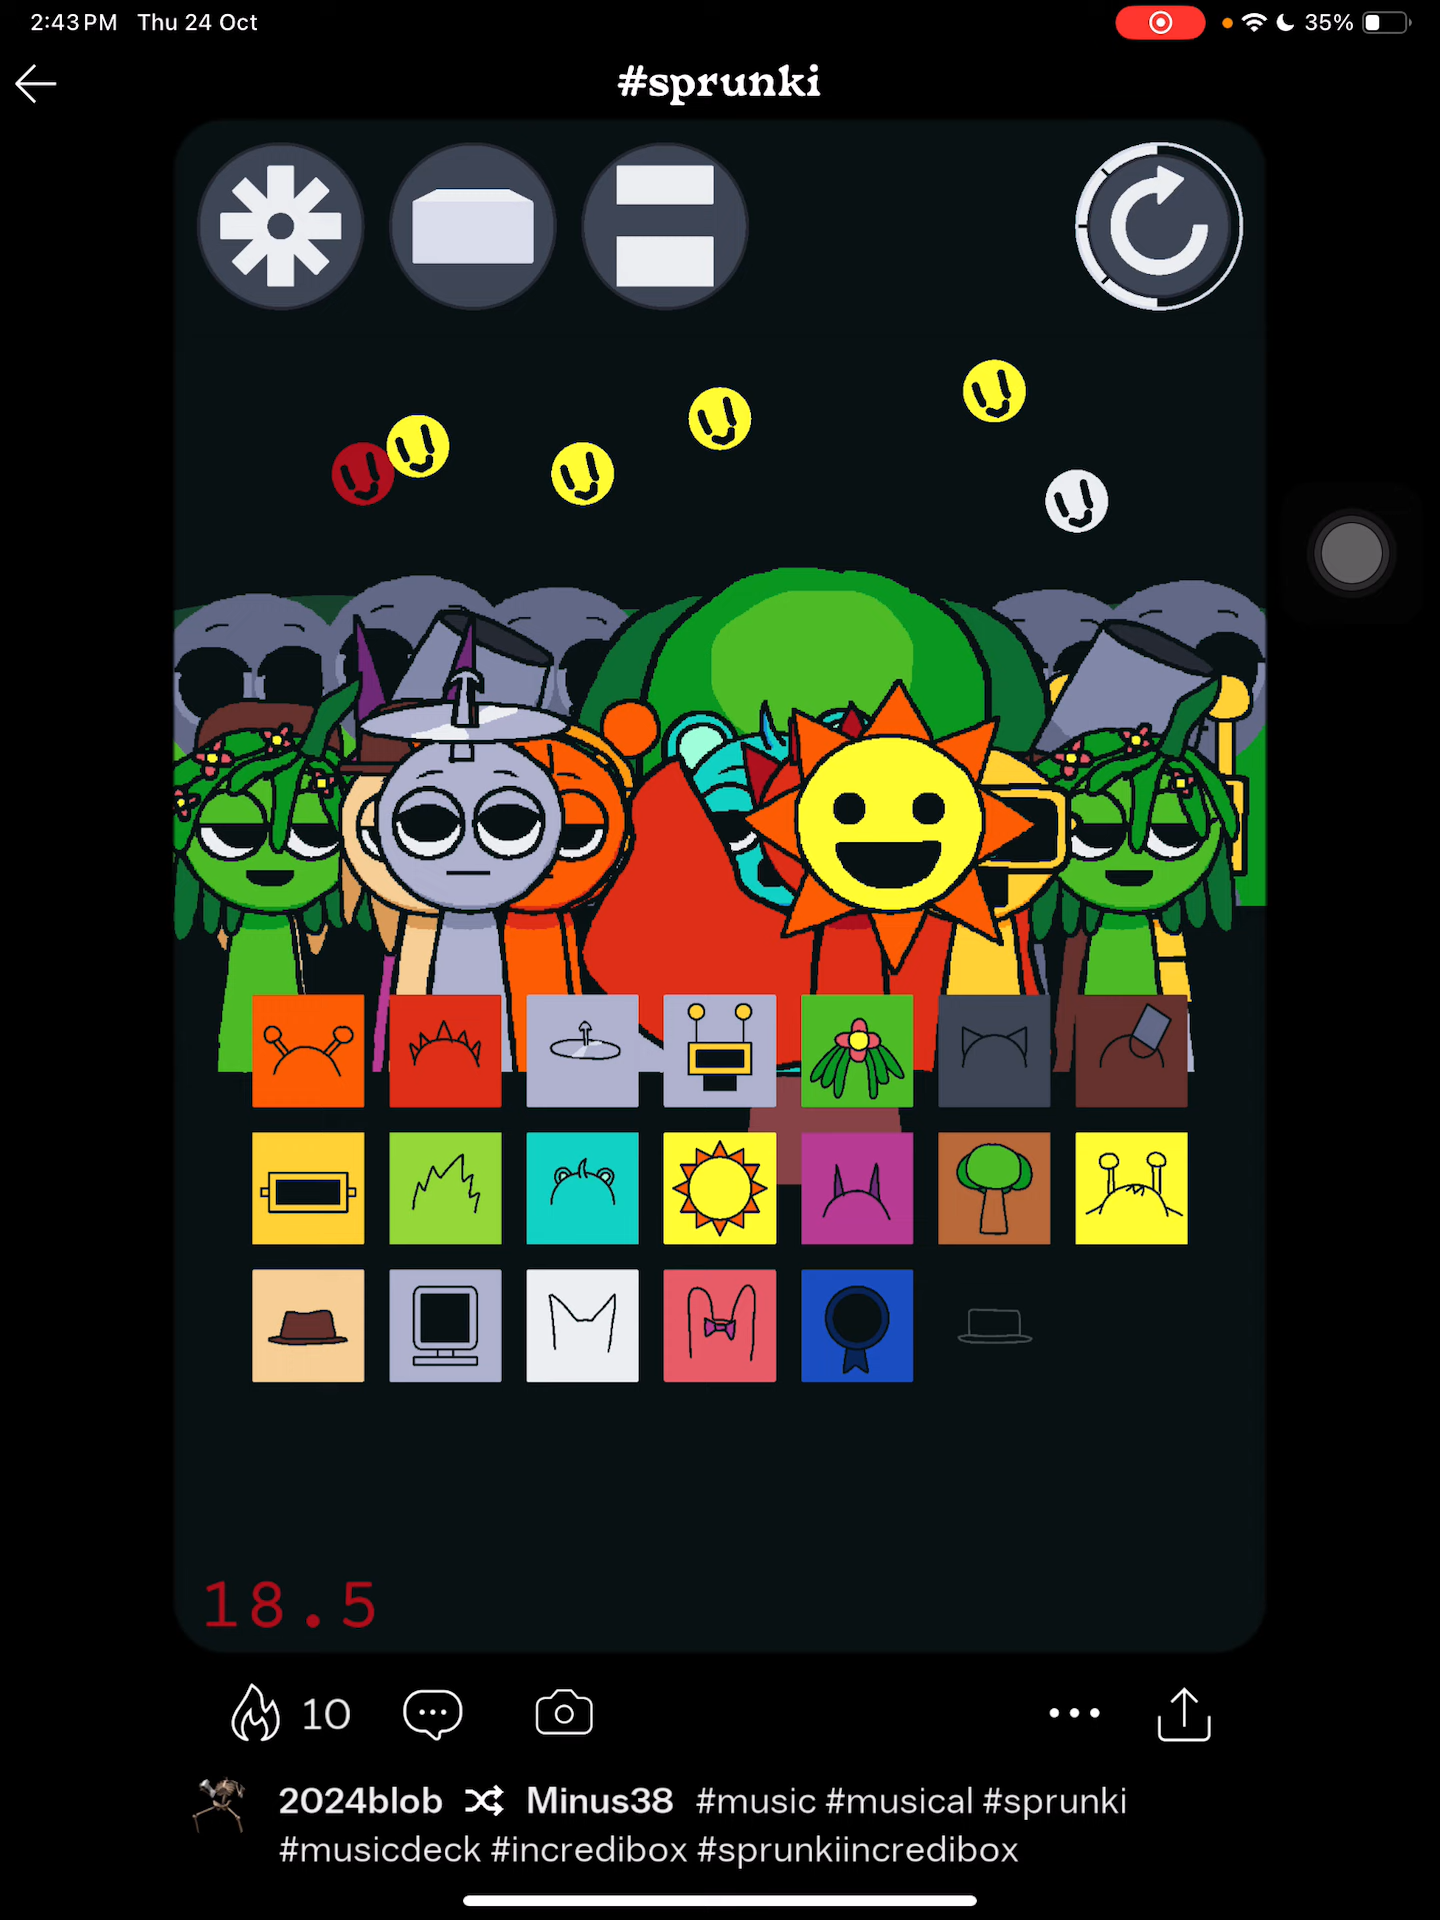 2:43 PM Thu 24 Oct
35%
#sprunki
18.5
10
2024blob Minus38 #music #musical #sprunki
#musicdeck #incredibox #sprunkiincredibox